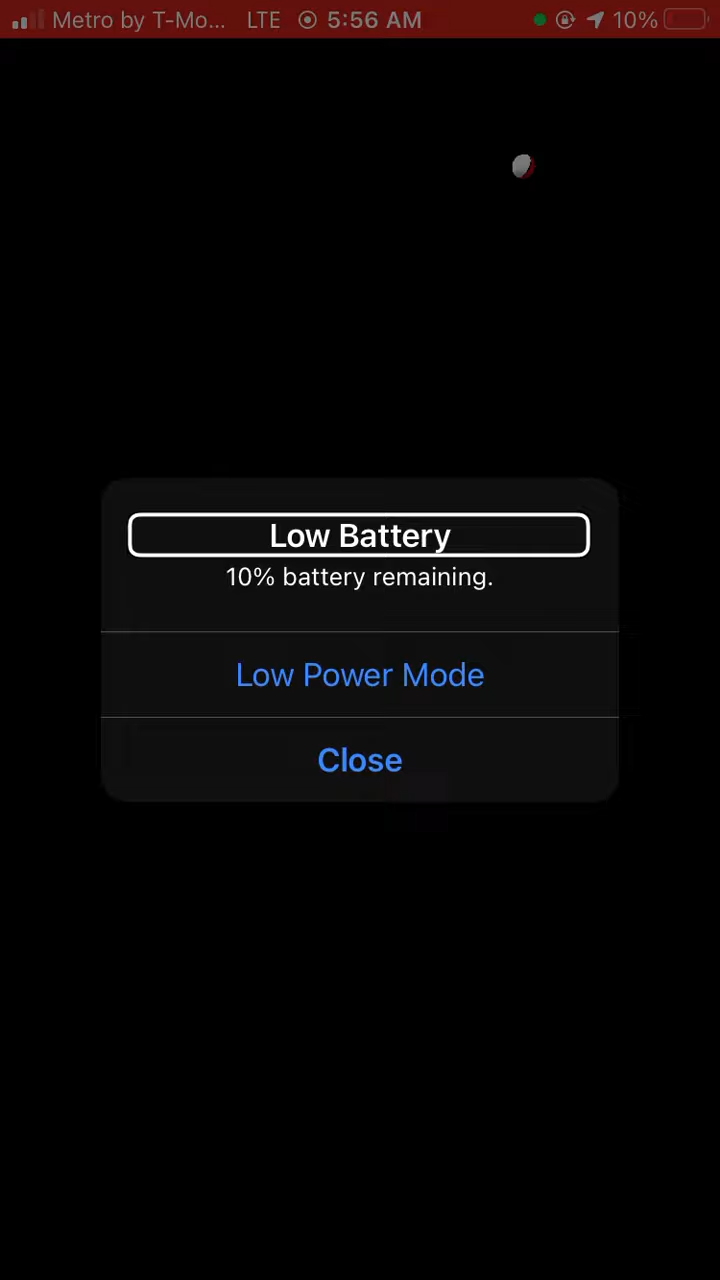 Metro by T-Mo... LTE 5:56 AM 10%
Low Battery
10% battery remaining.
Low Power Mode
Close